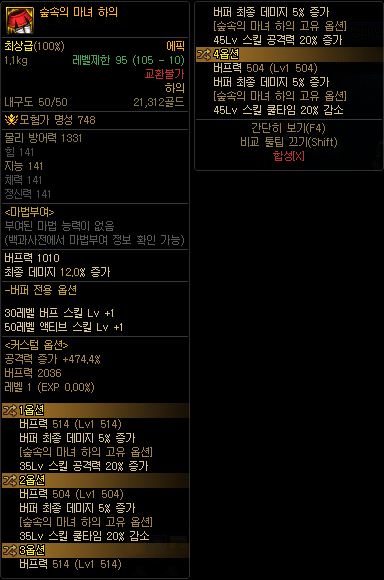 숲속의 마녀 하의
최상급(100%) 에픽
1,1kg 레벨제한 95 (105 - 10)
교환불가
하의
내구도 50/50 21,312골드
모험가 명성 748
물리 방어력 1331
힘 141
지능 141
체력 141
정신력 141
<마법부여>
부여된 마법 능력이 없음
(백과사전에서 마법부여 정보 확인 가능)
버프력 1010
최종 데미지 12,0% 증가
-버퍼 전용 옵션
30레벨 버프 스킬 Lv +1
50레벨 액티브 스킬 Lv +1
<커스텀 옵션>
공격력 증가 +474,4%
버프력 2036
레벨 1 (EXP 0,00%)
1옵션
버프력 514 (Lv1 514)
버퍼 최종 데미지 5% 증가
[숲속의 마녀 하의 고유 옵션]
35Lv 스킬 공격력 20% 증가
2옵션
버프력 504 (Lv1 504)
버퍼 최종 데미지 5% 증가
[숲속의 마녀 하의 고유 옵션]
35Lv 스킬 쿨타임 20% 감소
3옵션
버프력 514 (Lv1 514)
버퍼 최종 데미지 5% 증가
[숲속의 마녀 하의 고유 옵션]
45Lv 스킬 공격력 20% 증가
4옵션
버프력 504 (Lv1 504)
버퍼 최종 데미지 5% 증가
[숲속의 마녀 하의 고유 옵션]
45Lv 스킬 쿨타임 20% 감소
간단히 보기(F4)
비교 툴팁 끄기(Shift)
합성[X]